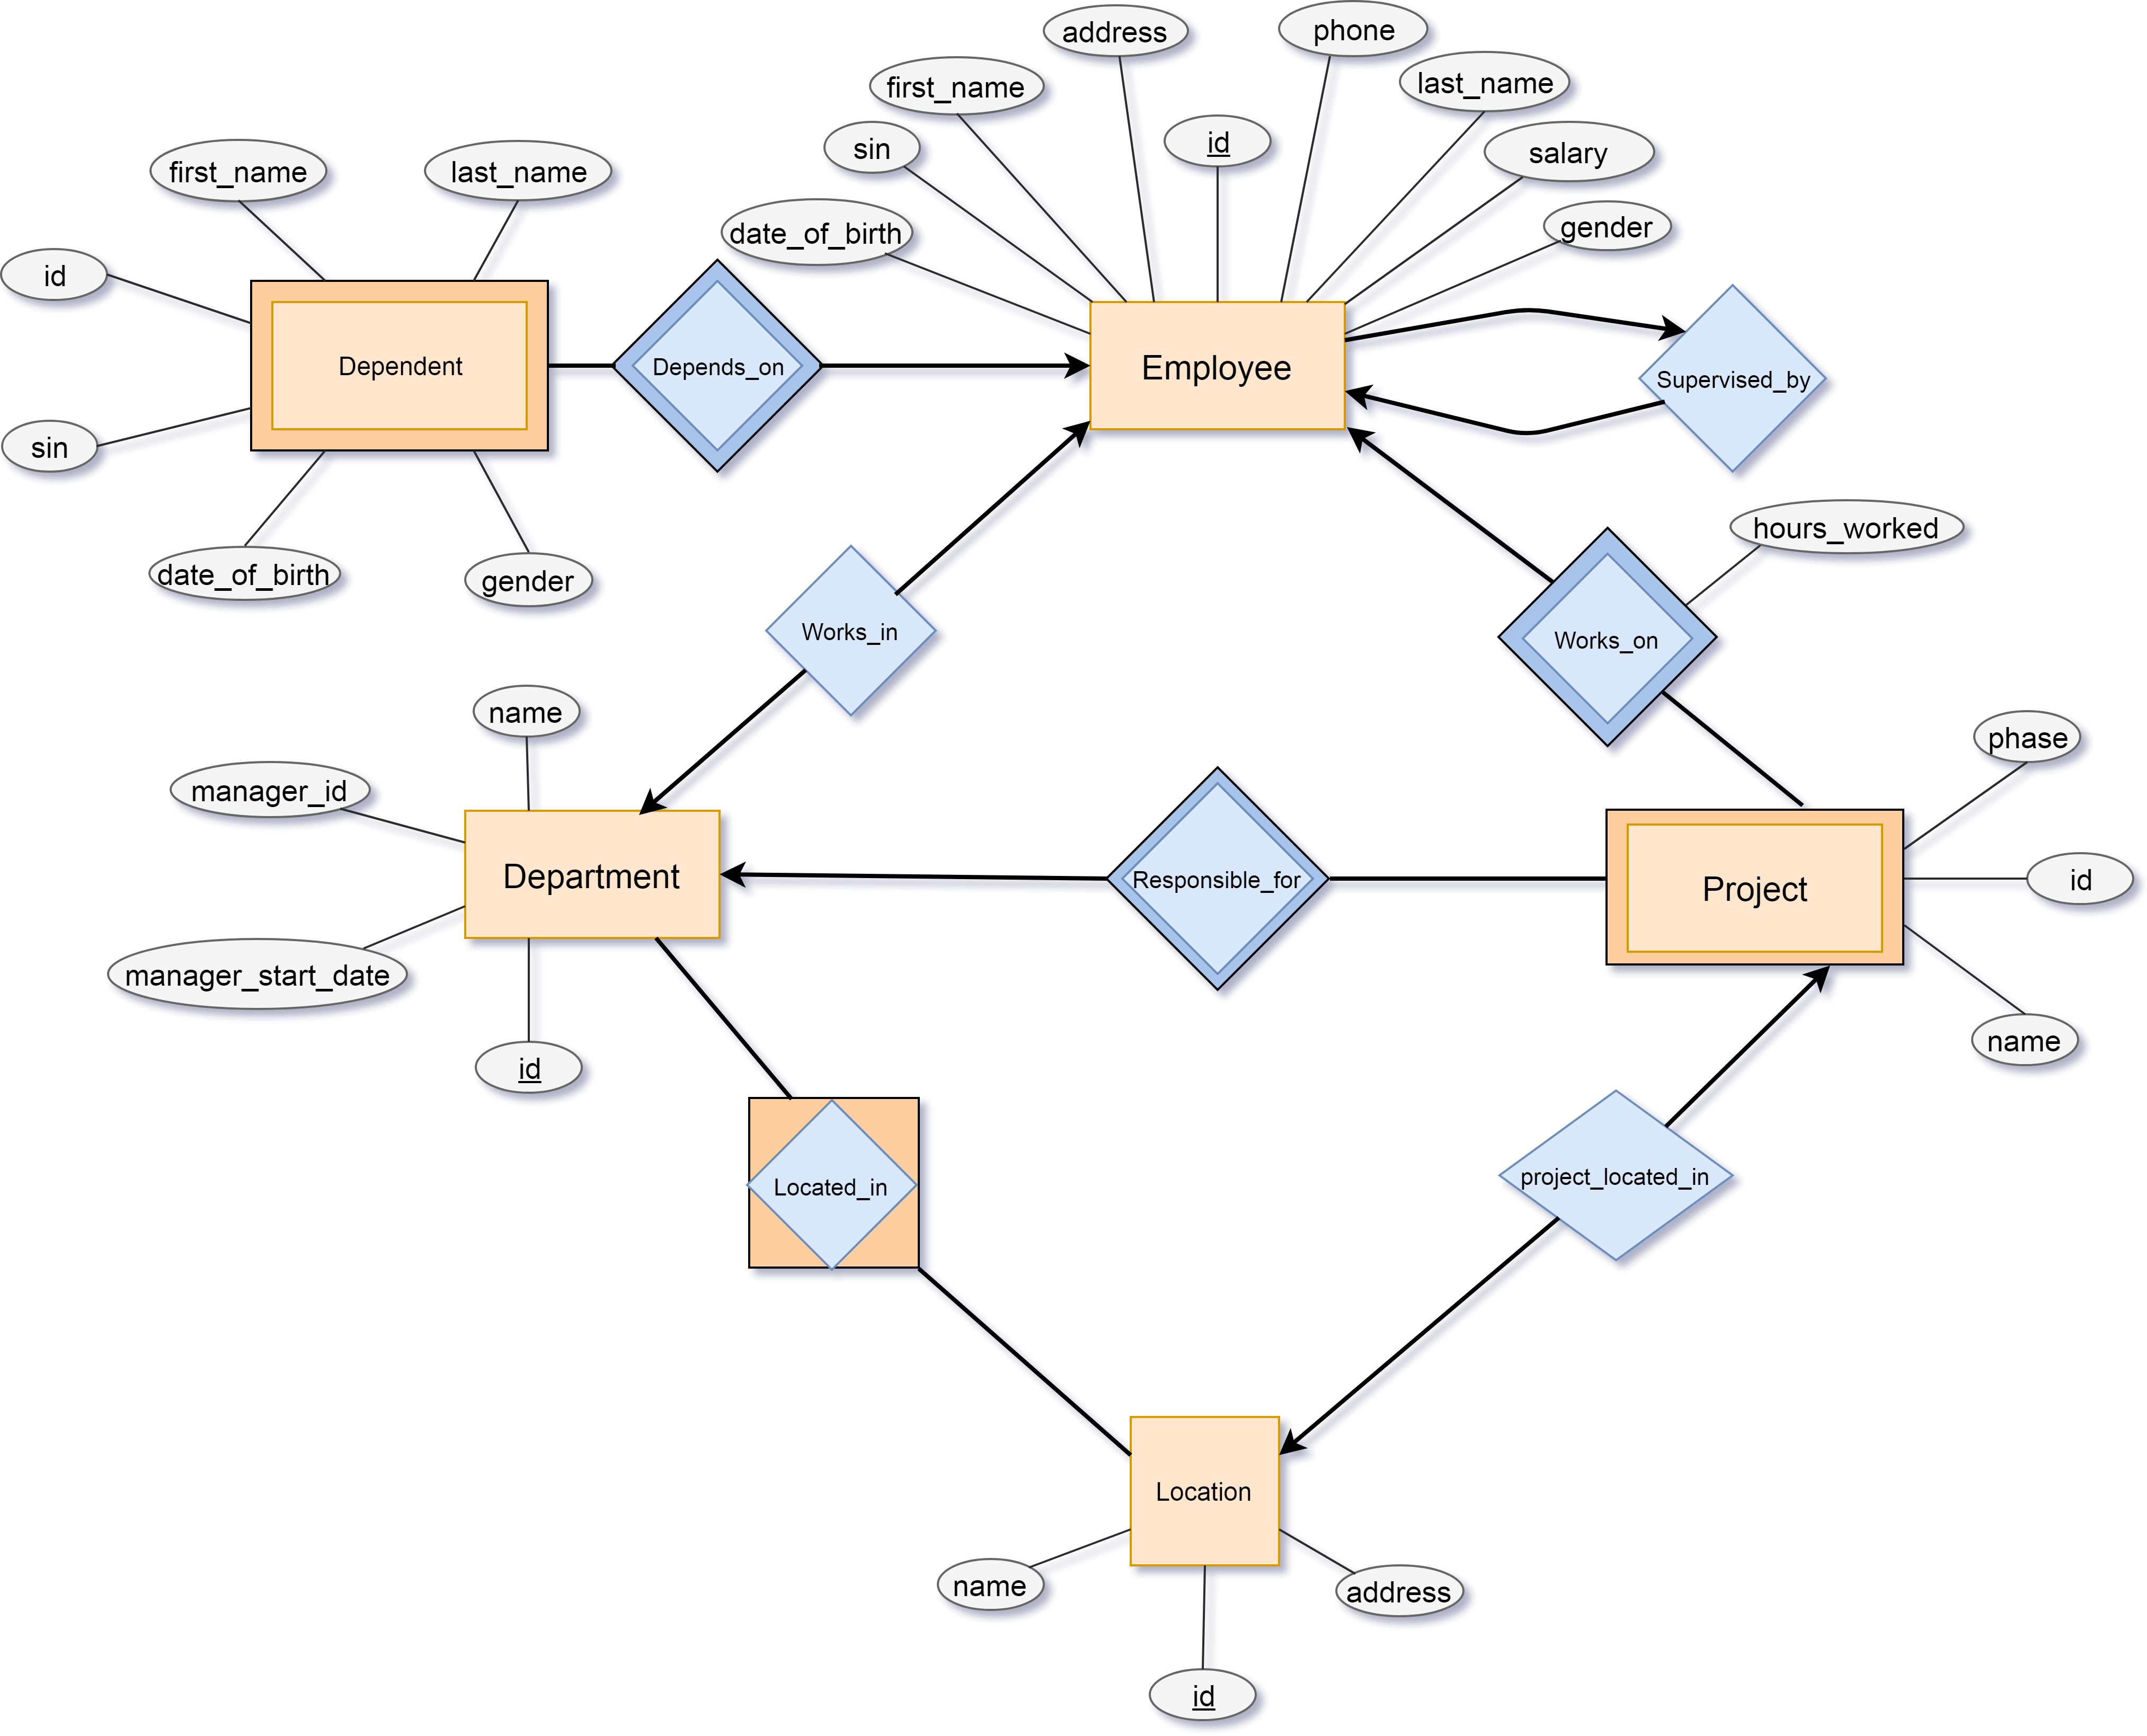 address
phone
first_name
last_name
sin
id
salary
first_name
last_name
date_of_birth
gender
id
Dependent
Depends_on
Employee
Supervised_by
sin
hours_worked
date_of_birth
gender
Works_in
Works_on
name
phase
manager_id
Department
Responsible_for
Project
id
manager_start_date
name
id
Located_in
project_located_in
Location
name
address
id